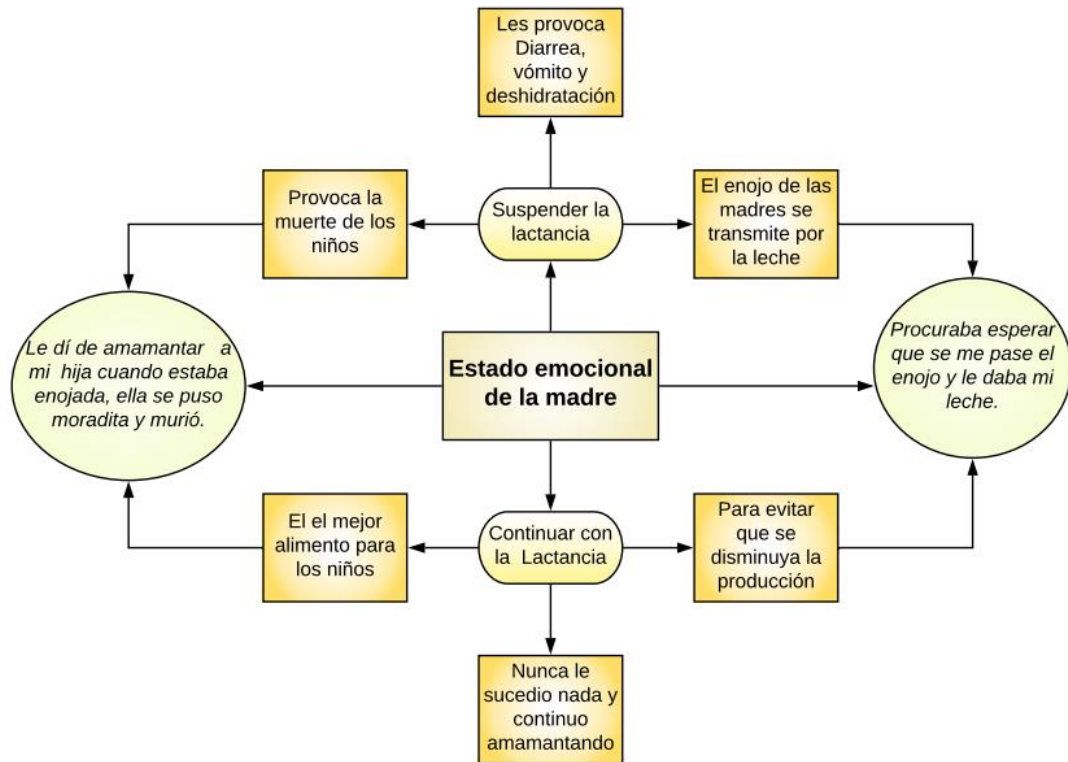 Les provoca
Diarrea,
vómito y
deshidratación
Provoca la
muerte de los
niños
Suspender la
lactancia
El enojo de las
madres se
transmite por
la leche
Le dí de amamantar a
mi hija cuando estaba
enojada, ella se puso
moradita y murió.
Estado emocional
de la madre
Procuraba esperar
que se me pase el
enojo y le daba mi
leche.
El el mejor
alimento para
los niños
Continuar con
la Lactancia
Para evitar
que se
disminuya la
producción
Nunca le
sucedio nada y
continuo
amamantando